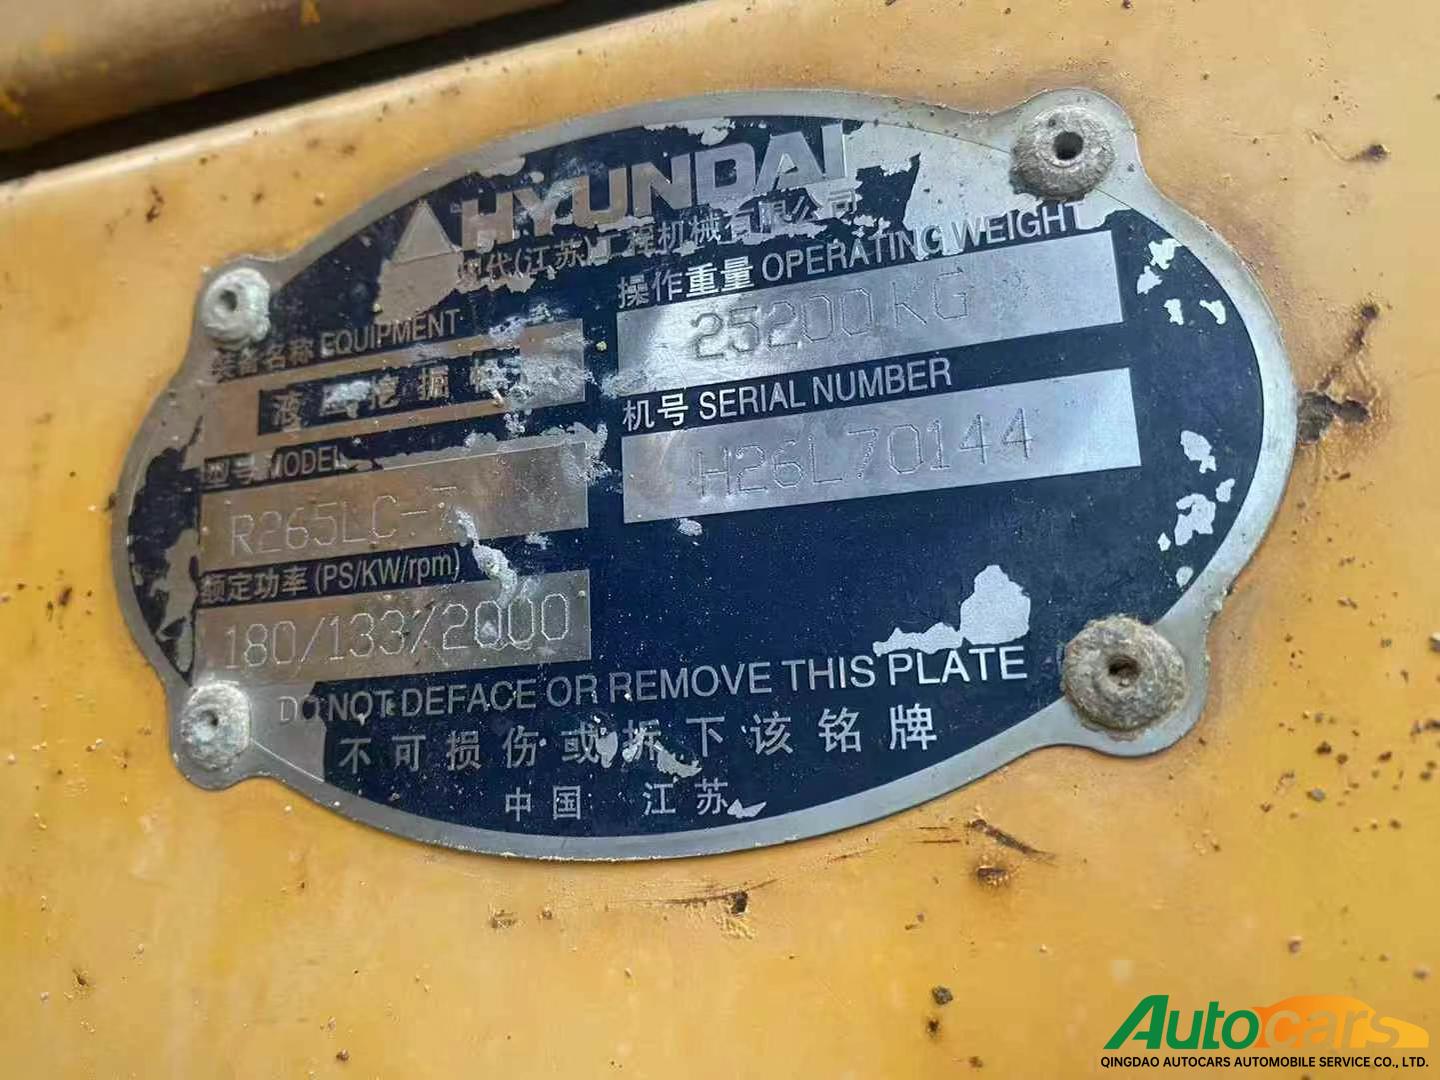 HYUNDAI
现代(江苏)工程机械有限公司
装备名称 EQUIPMENT
液压挖掘机
操作重量 OPERATING WEIGHT
25200KG
型号 MODEL
R265LC-7
机号 SERIAL NUMBER
H26L70144
额定功率 (PS/KW/rpm)
180/133/2000
DO NOT DEFACE OR REMOVE THIS PLATE
不可损伤或拆下该铭牌
中国 江苏
Autocars
QINGDAO AUTOCARS AUTOMOBILE SERVICE CO., LTD.